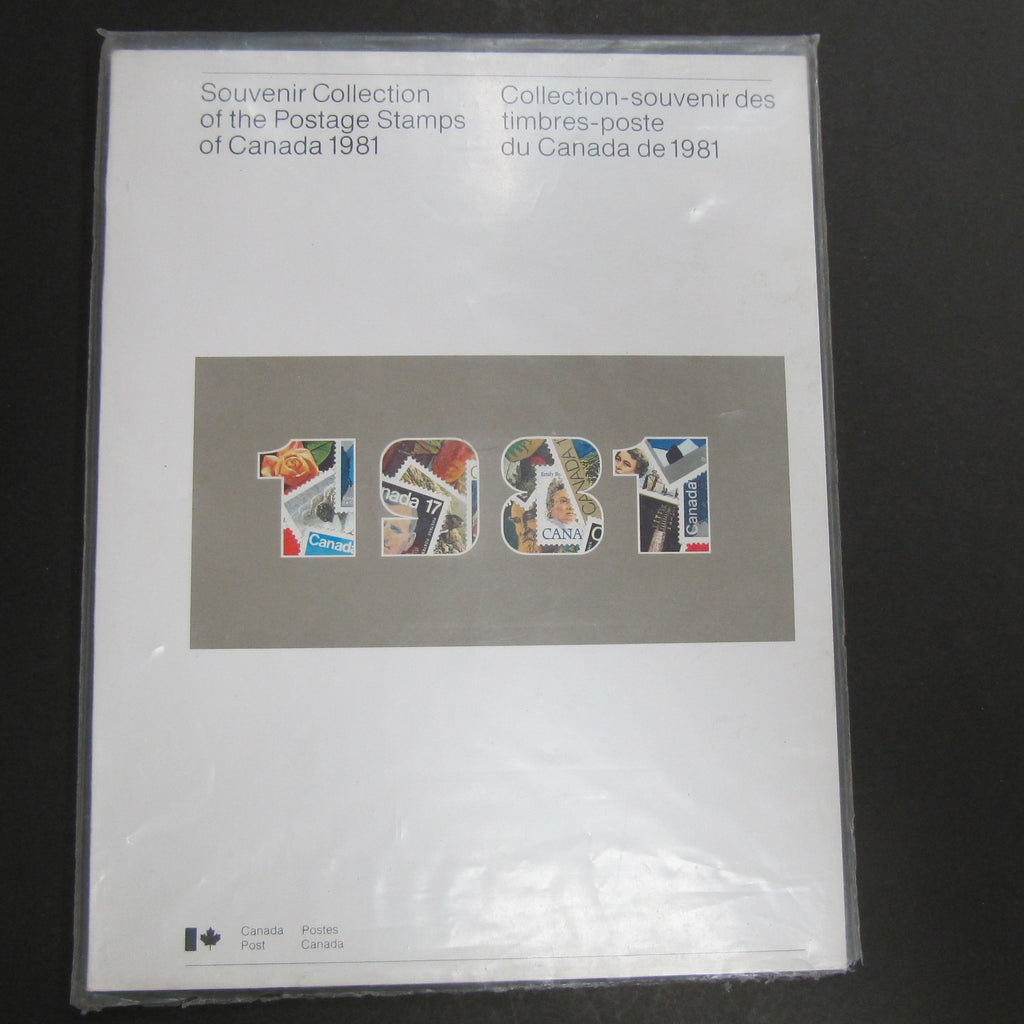 Souvenir Collection
of the Postage Stamps
of Canada 1981
Collection-souvenir des
timbres-poste
du Canada de 1981
1981
Canada
nada 17
CANADA
CANA
Canada
Canada
Post
Postes
Canada